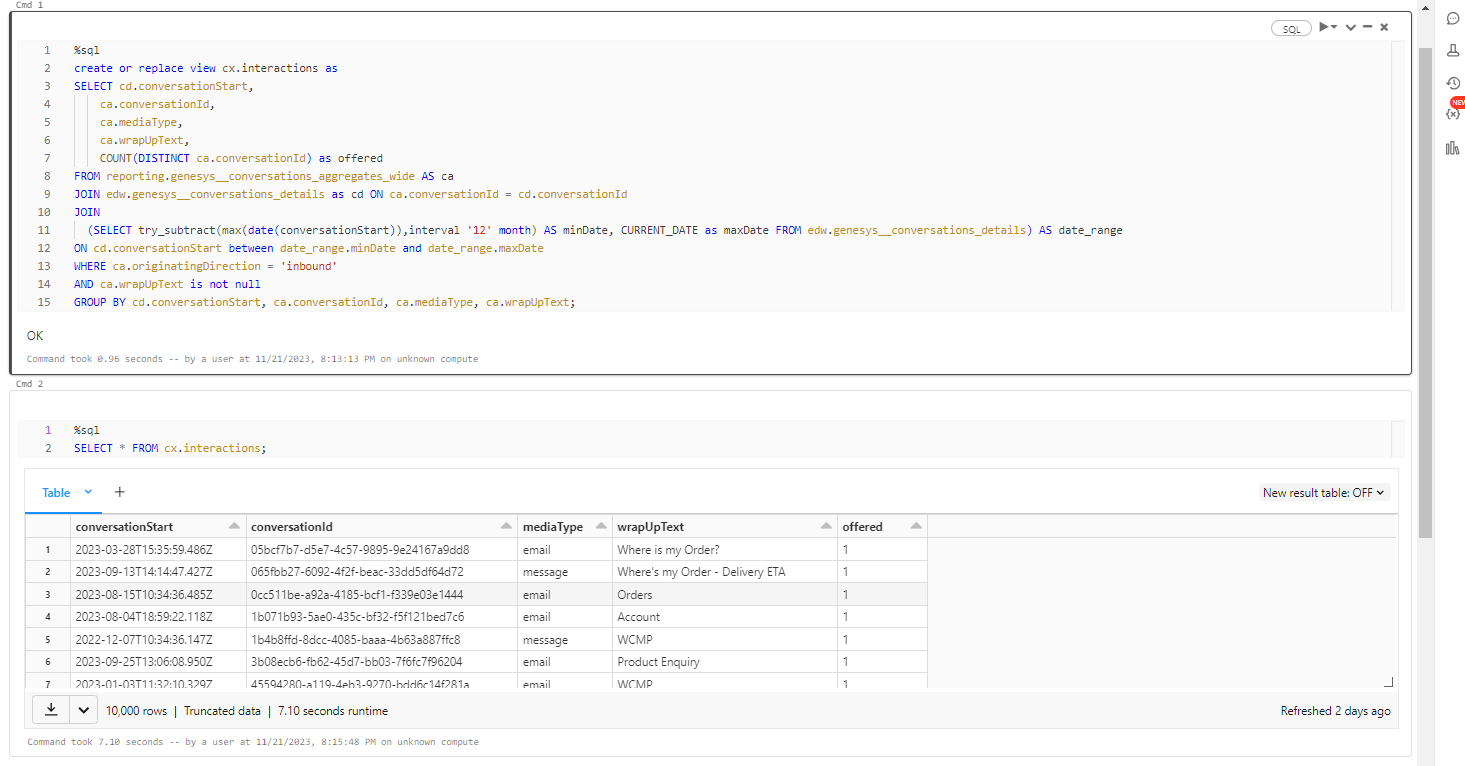 Cmd 1
SQL
1 %sql
2 create or replace view cx.interactions as
3 SELECT cd.conversationStart,
4 ca.conversationId,
5 ca.mediaType,
6 ca.wrapUpText,
7 COUNT(DISTINCT ca.conversationId) as offered
8 FROM reporting.genesys__conversations_aggregates_wide AS ca
9 JOIN edw.genesys__conversations_details as cd ON ca.conversationId = cd.conversationId
10 JOIN
11 (SELECT try_subtract(max(date(conversationStart)),interval '12' month) AS minDate, CURRENT_DATE as maxDate FROM edw.genesys__conversations_details) AS date_range
12 ON cd.conversationStart between date_range.minDate and date_range.maxDate
13 WHERE ca.originatingDirection = 'inbound'
14 AND ca.wrapUpText is not null
15 GROUP BY cd.conversationStart, ca.conversationId, ca.mediaType, ca.wrapUpText;
OK
Command took 0.96 seconds -- by a user at 11/21/2023, 8:13:13 PM on unknown compute
NEW
Cmd 2
1 %sql
2 SELECT * FROM cx.interactions;
Table + New result table: OFF
conversationStart conversationId mediaType wrapUpText offered
1 2023-03-28T15:35:59.486Z 05bcf7b7-d5e7-4c57-9895-9e24167a9dd8 email Where is my Order? 1
2 2023-09-13T14:14:47.427Z 065fbb27-6092-4f2f-beac-33dd5df64d72 message Where's my Order - Delivery ETA 1
3 2023-08-15T10:34:36.485Z 0cc511be-a92a-4185-bcf1-f339e03e1444 email Orders 1
4 2023-08-04T18:59:22.118Z 1b071b93-5ae0-435c-bf32-f5f121bed7c6 email Account 1
5 2022-12-07T10:34:36.147Z 1b4b8ffd-8dcc-4085-baaa-4b63a887ffc8 message WCMP 1
6 2023-09-25T13:06:08.950Z 3b08ecb6-fb62-45d7-bb03-7f6fc7f96204 email Product Enquiry 1
7 2023-01-03T11:32:10.329Z 45594280-a119-4eb3-9270-bdd6c14f281a email WCMP 1
10,000 rows | Truncated data | 7.10 seconds runtime Refreshed 2 days ago
Command took 7.10 seconds -- by a user at 11/21/2023, 8:15:48 PM on unknown compute